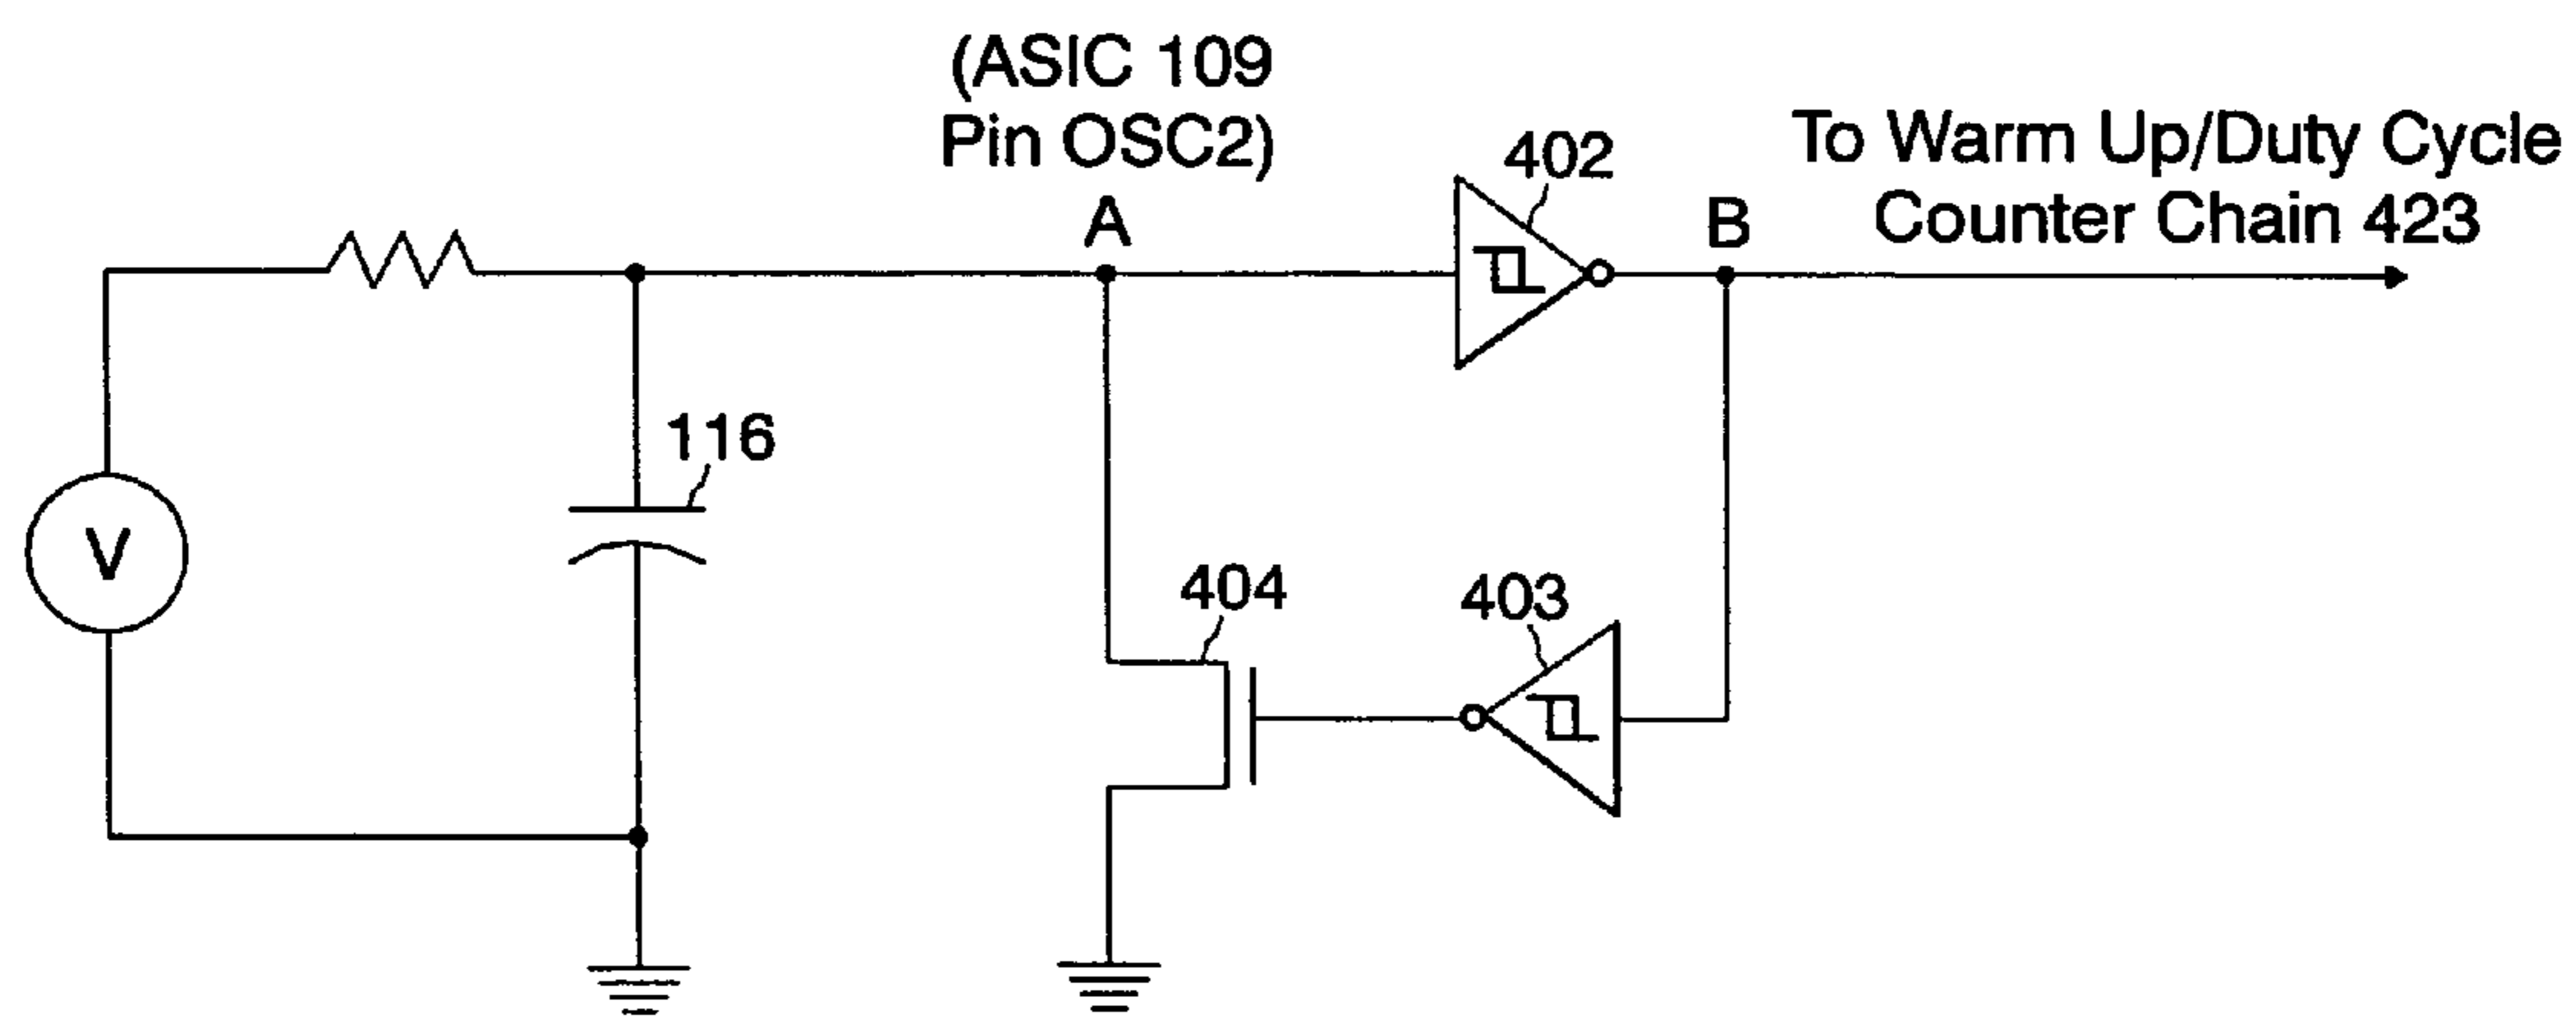 (ASIC 109
Pin OSC2)
A
402
B
To Warm Up/Duty Cycle
Counter Chain 423
116
V
404
403